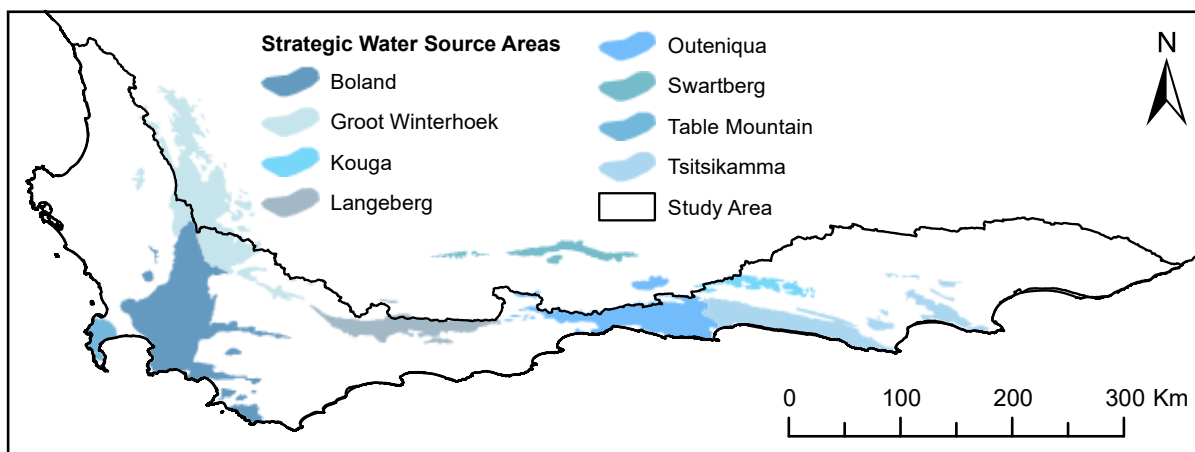 Strategic Water Source Areas
Boland
Groot Winterhoek
Kouga
Langeberg
Outeniqua
Swartberg
Table Mountain
Tsitsikamma
Study Area
N
0 100 200 300 Km